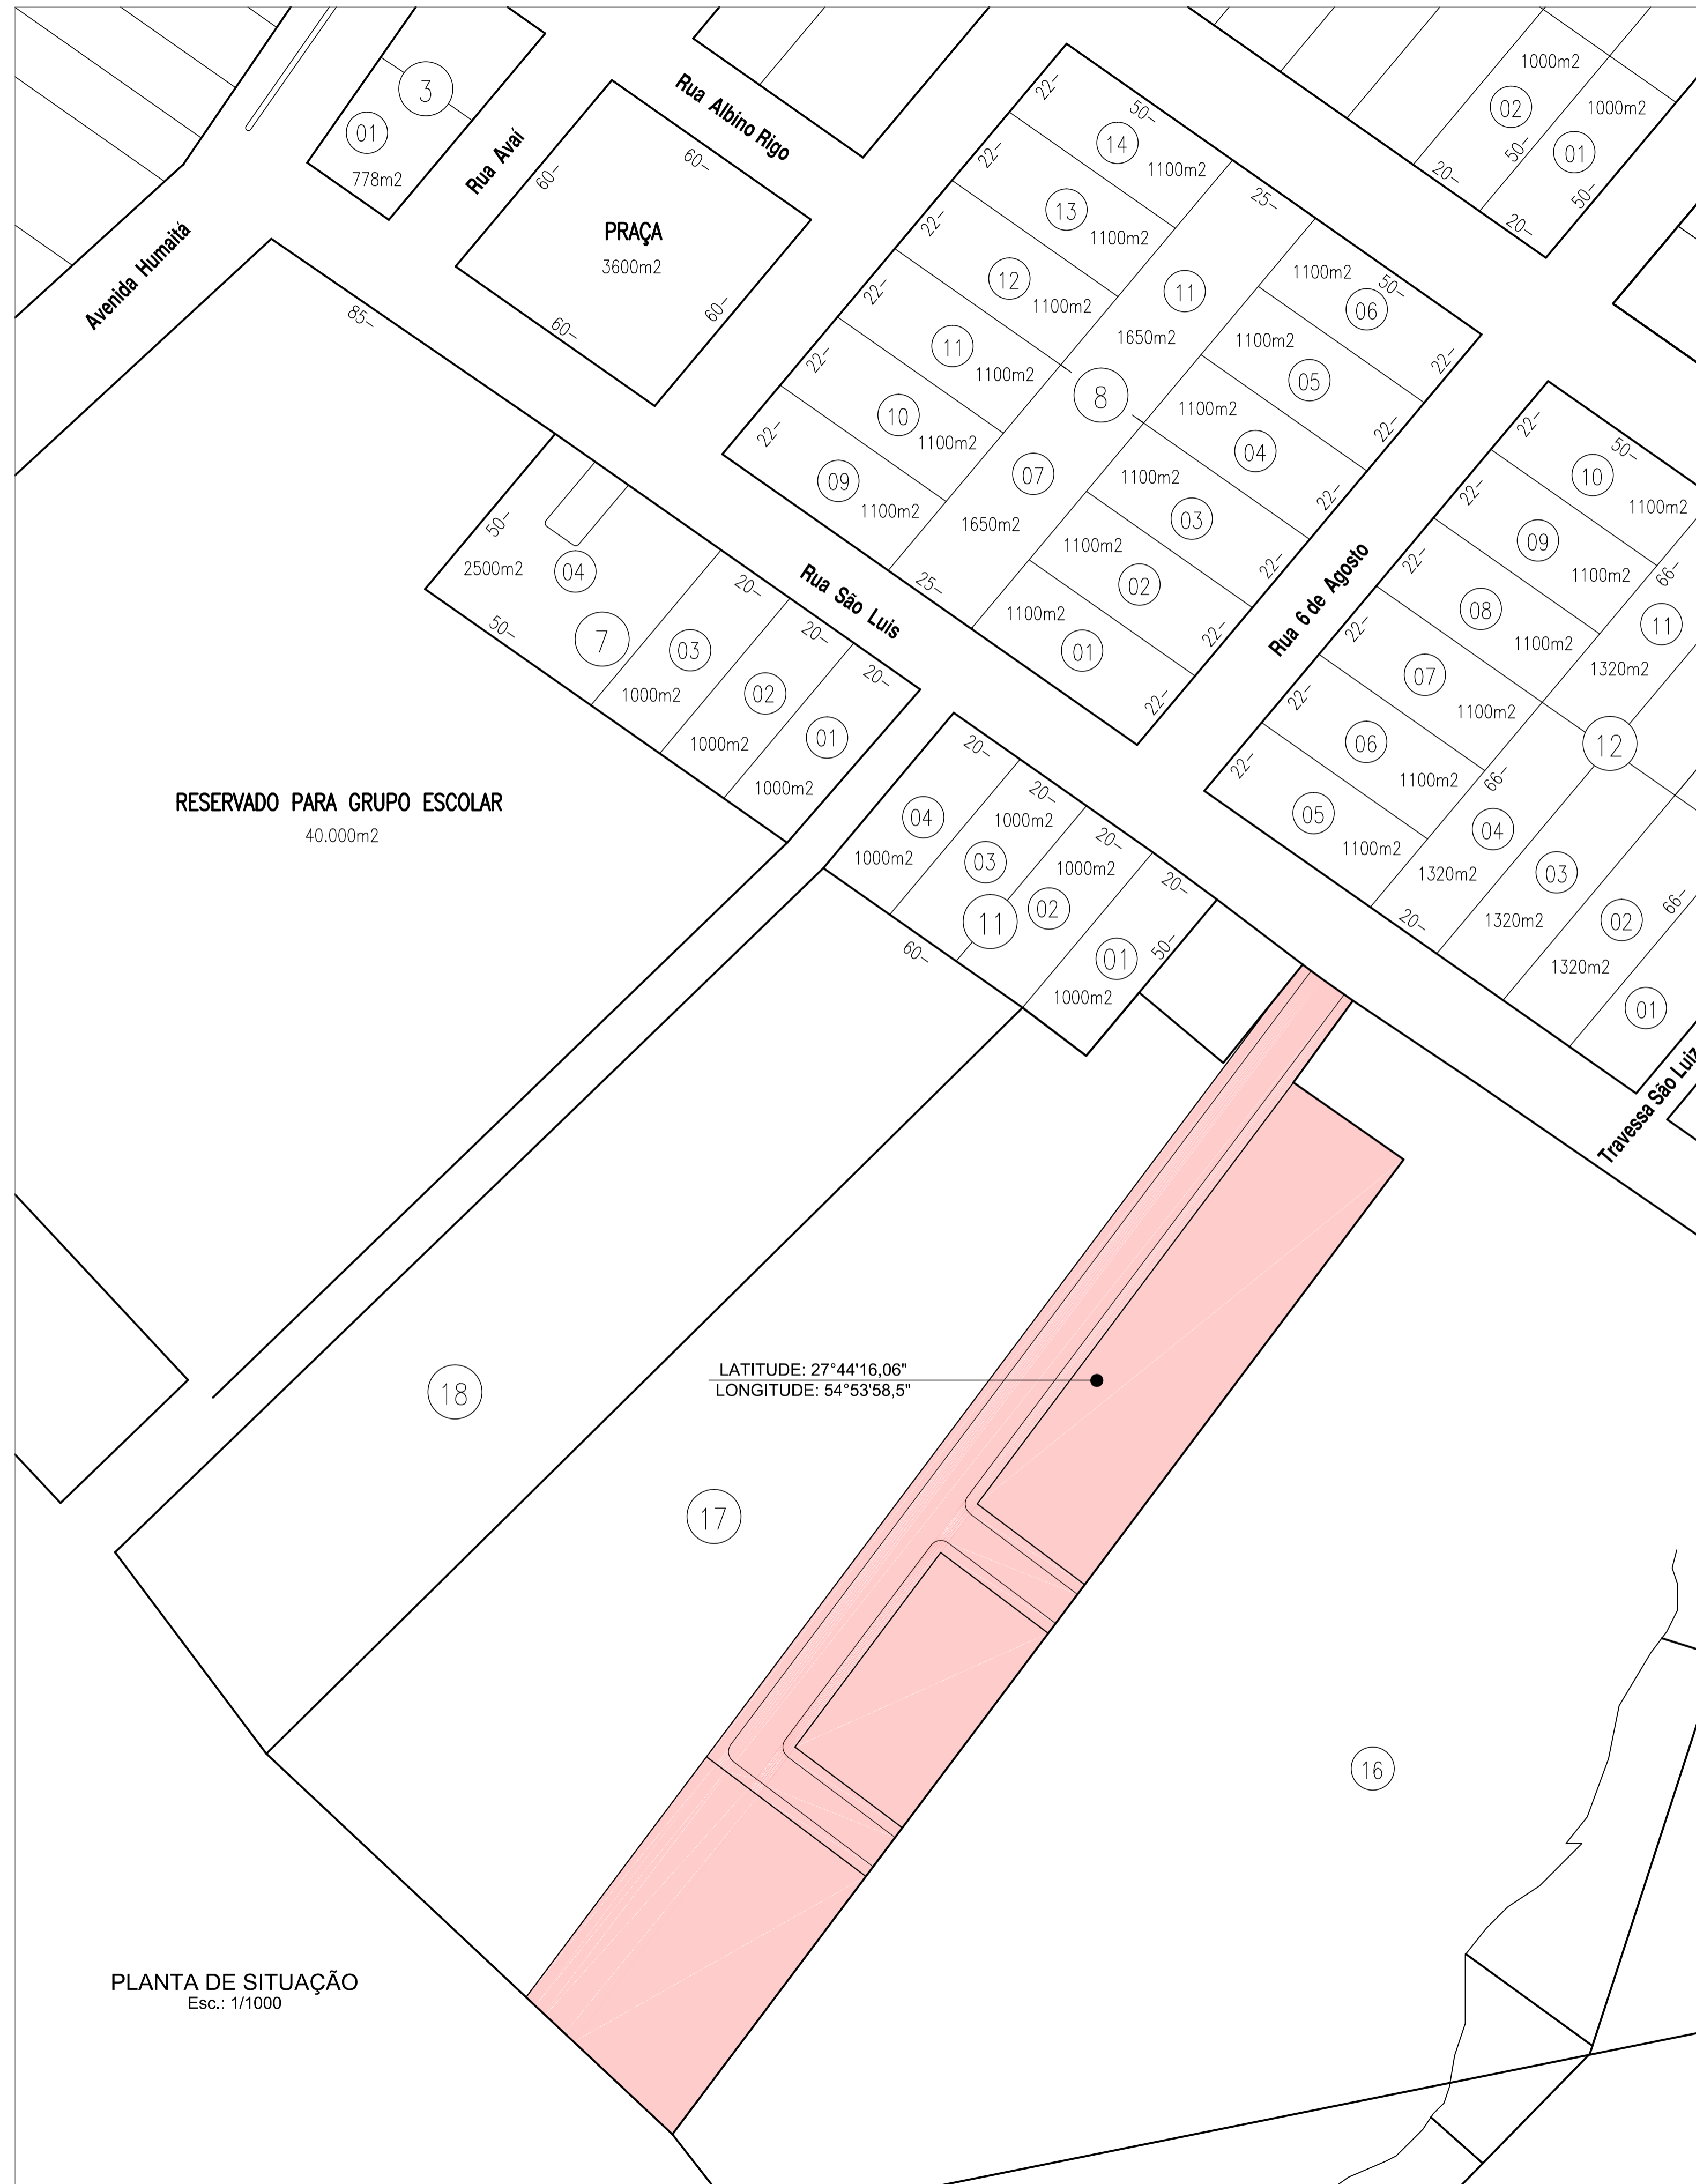 3
01
778m2
Avenida Humaitá
Rua Avaí
Rua Albino Rigo
60-
60-
PRAÇA
3600m2
60-
60-
85-
22-
50-
14
1100m2
22-
13
1100m2
22-
12
1100m2
22-
11
1100m2
22-
10
1100m2
22-
09
1100m2
25-
11
1650m2
8
07
1650m2
25-
50-
1100m2
06
22-
1100m2
05
22-
1100m2
04
22-
1100m2
03
22-
1100m2
02
22-
1100m2
01
22-
1000m2
02
1000m2
50-
01
20-
50-
20-
Rua São Luis
Rua 6 de Agosto
50-
2500m2
04
50-
7
20-
03
1000m2
20-
02
1000m2
20-
01
1000m2
22-
50-
10
1100m2
22-
09
1100m2
66-
22-
08
1100m2
11
1320m2
22-
07
1100m2
12
22-
06
1100m2
66-
22-
05
1100m2
04
1320m2
20-
03
1320m2
02
66-
1320m2
01
Travessa São Luiz
20-
04
1000m2
20-
1000m2
03
20-
1000m2
02
11
20-
01
50-
1000m2
60-
RESERVADO PARA GRUPO ESCOLAR
40.000m2
18
LATITUDE: 27°44'16,06"
LONGITUDE: 54°53'58,5"
17
16
PLANTA DE SITUAÇÃO
Esc.: 1/1000